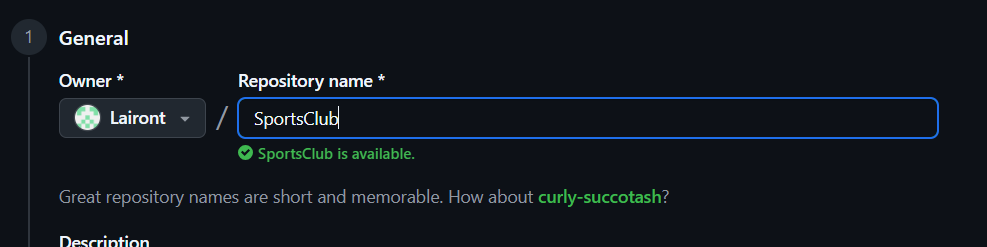 1 General
Owner * Repository name *
Lairont / SportsClub
SportsClub is available.
Great repository names are short and memorable. How about curly-succotash?
Description